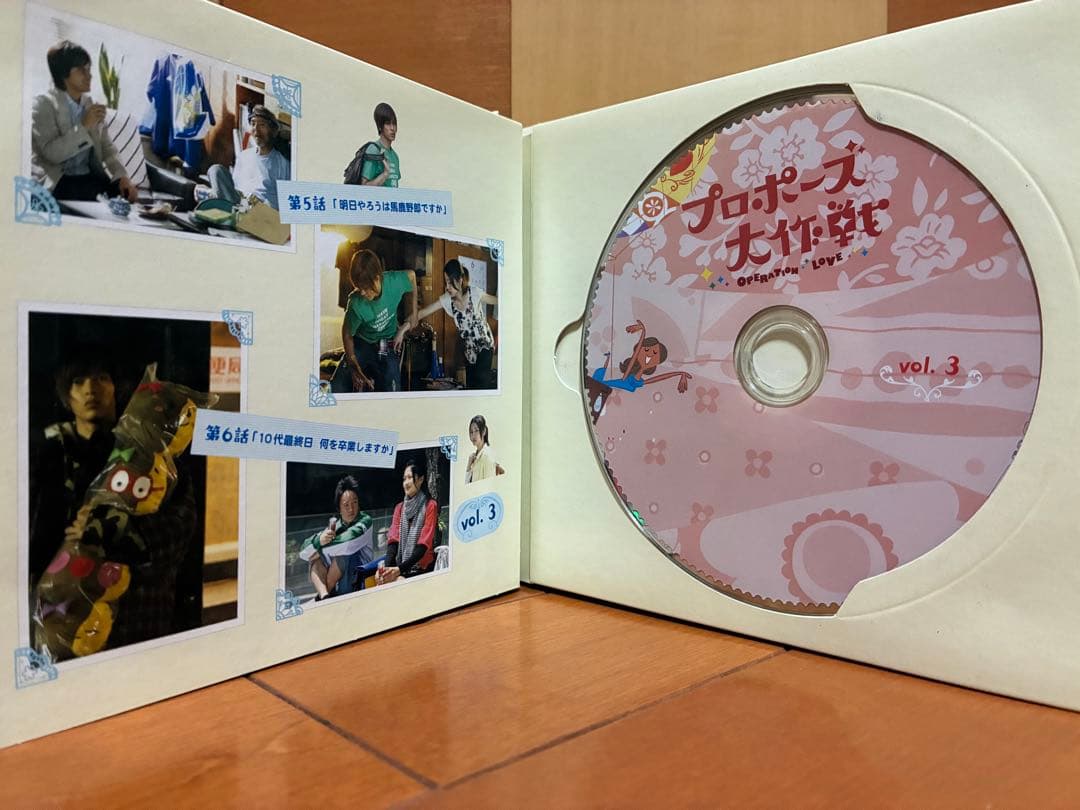 第5話「明日やろうは馬鹿野郎ですか」
第6話「10代最終日 何を卒業しますか」
vol. 3
プロポーズ
大作戦
OPERATION LOVE
vol. 3